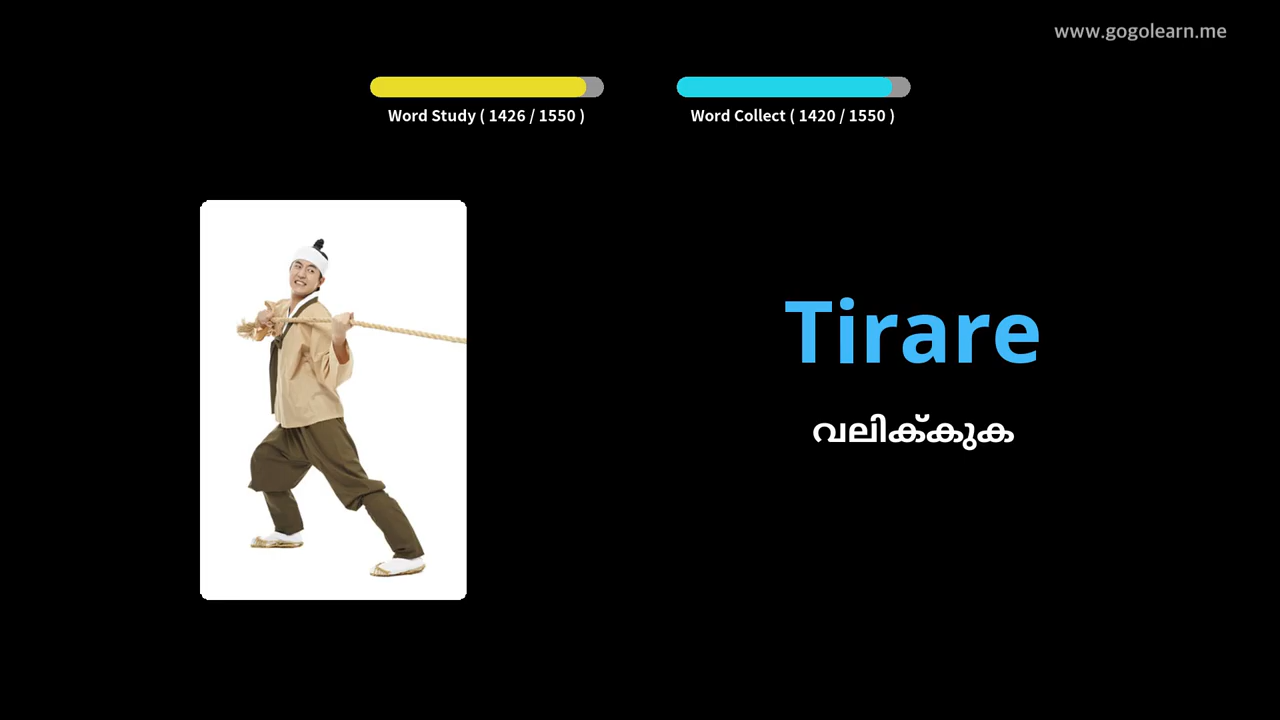 www.gogolearn.me
Word Study ( 1426 / 1550 )
Word Collect ( 1420 / 1550 )
Tirare
വലിക്കുക